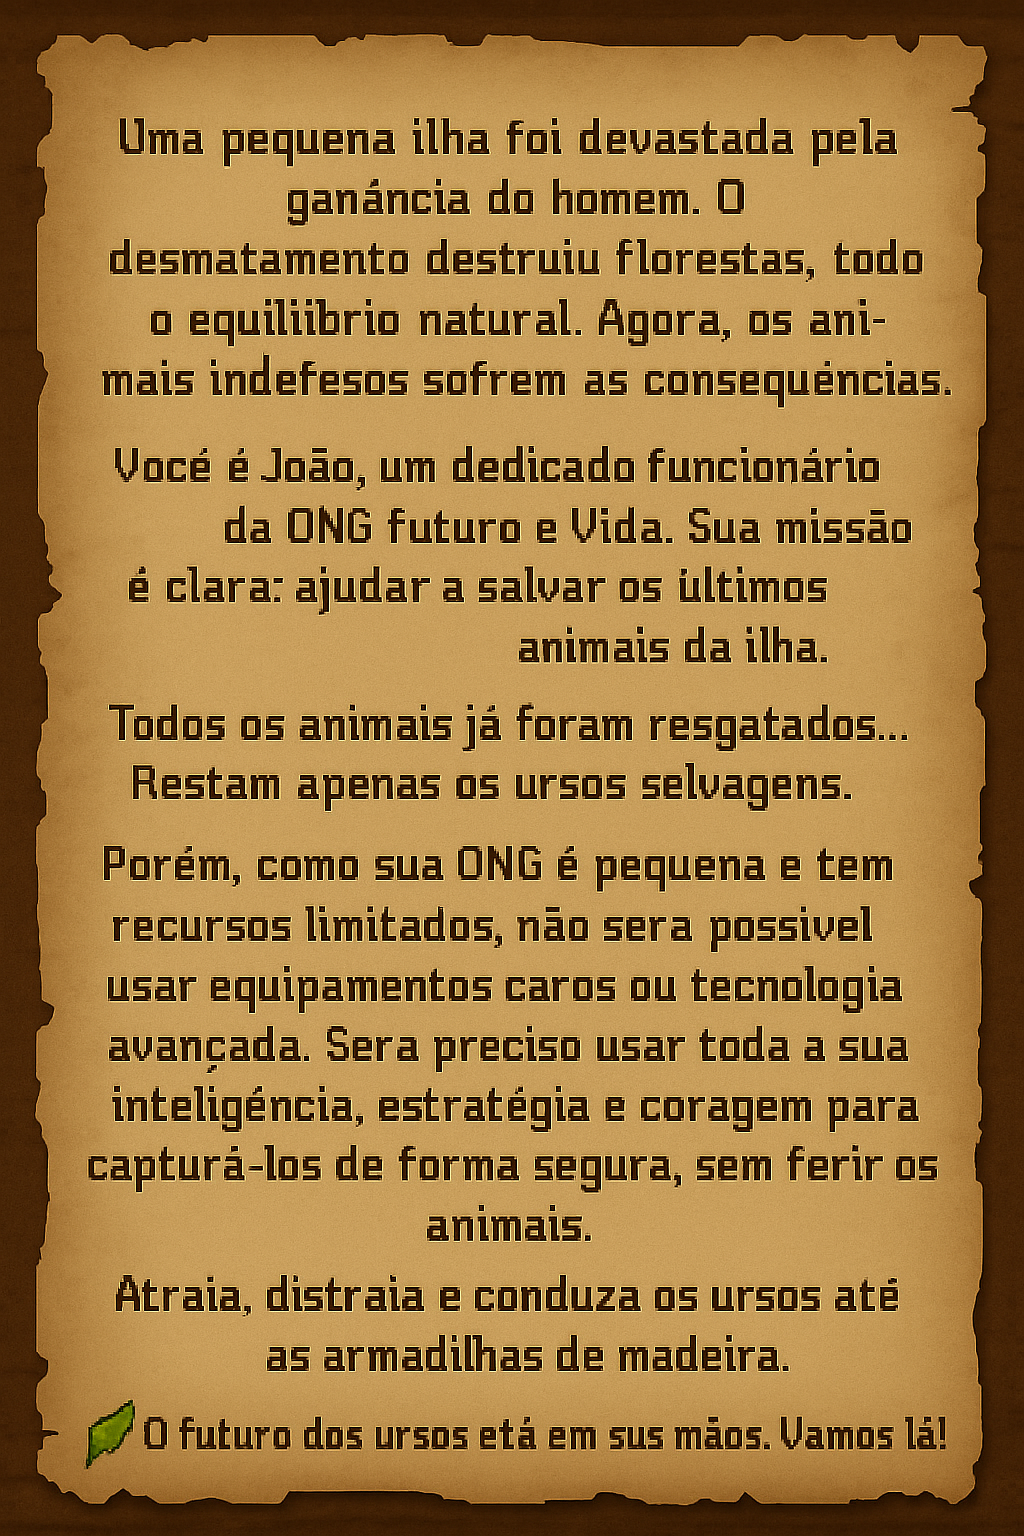 Uma pequena ilha foi devastada pela
ganáncia do homem. O
desmatamento destruiu florestas, todo
o equiliibrio natural. Agora, os ani-
mais indefesos sofrem as consequéncias.
Vocé é João, um dedicado funcionário
da ONG futuro e Vida. Sua missão
é clara: ajudar a salvar os últimos
animais da ilha.
Todos os animais já foram resgatados...
Restam apenas os ursos selvagens.
Porém, como sua ONG é pequena e tem
recursos limitados, não sera possivel
usar equipamentos caros ou tecnologia
avançada. Sera preciso usar toda a sua
inteligéncia, estratégia e coragem para
capturá-los de forma segura, sem ferir os
animais.
Atraia, distraia e conduza os ursos até
as armadilhas de madeira.
O futuro dos ursos etá em sus mãos. Vamos lá!